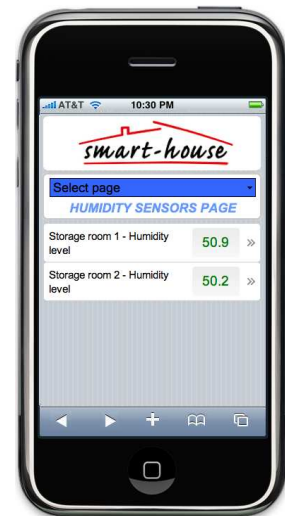 AT&T 10:30 PM
smart-house
Select page
HUMIDITY SENSORS PAGE
Storage room 1 - Humidity
level
50.9 »
Storage room 2 - Humidity
level
50.2 »